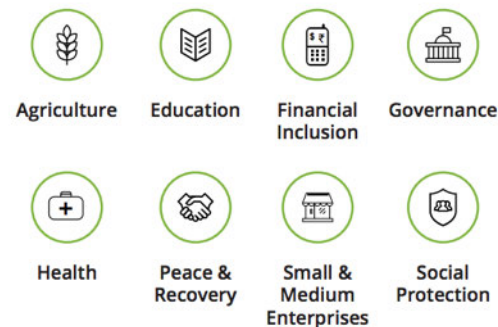 $ ₹
Agriculture
Education
Financial
Inclusion
Governance
Health
Peace &
Recovery
Small &
Medium
Enterprises
Social
Protection